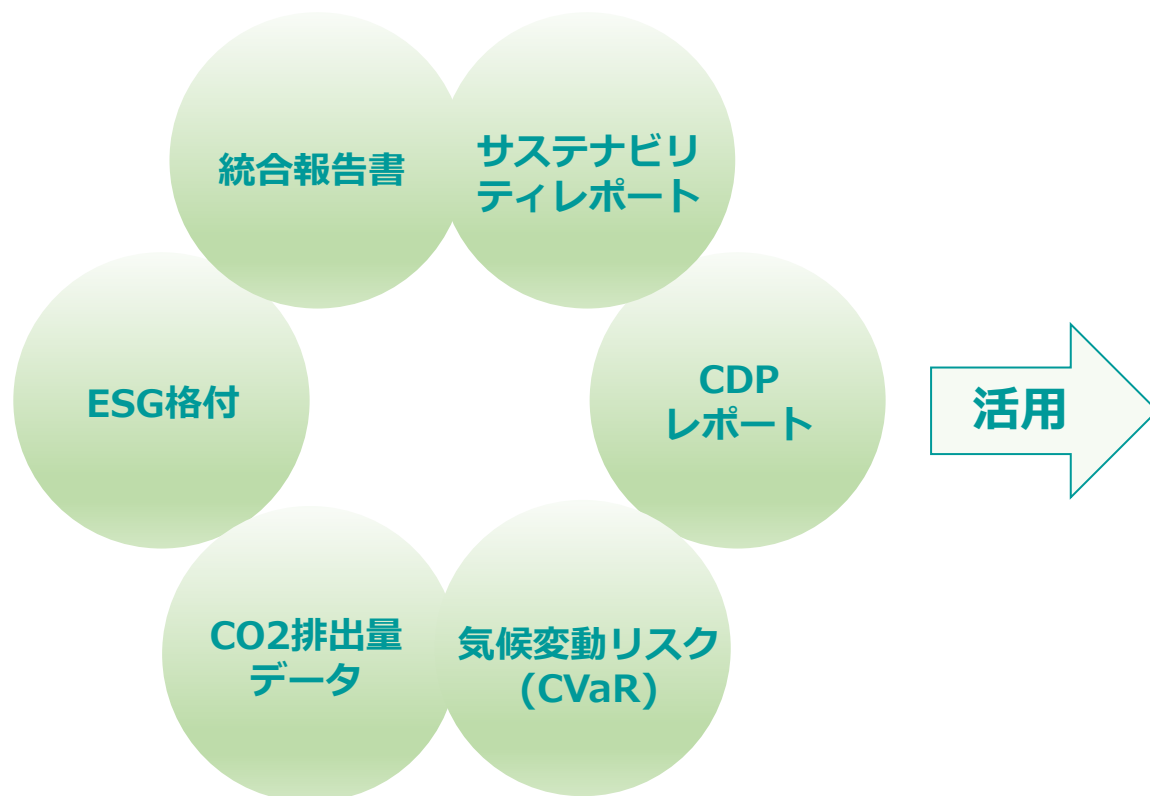 統合報告書
サステナビリ
ティレポート
ESG格付
CDP
レポート
活用
CO2排出量
データ
気候変動リスク
(CVaR)